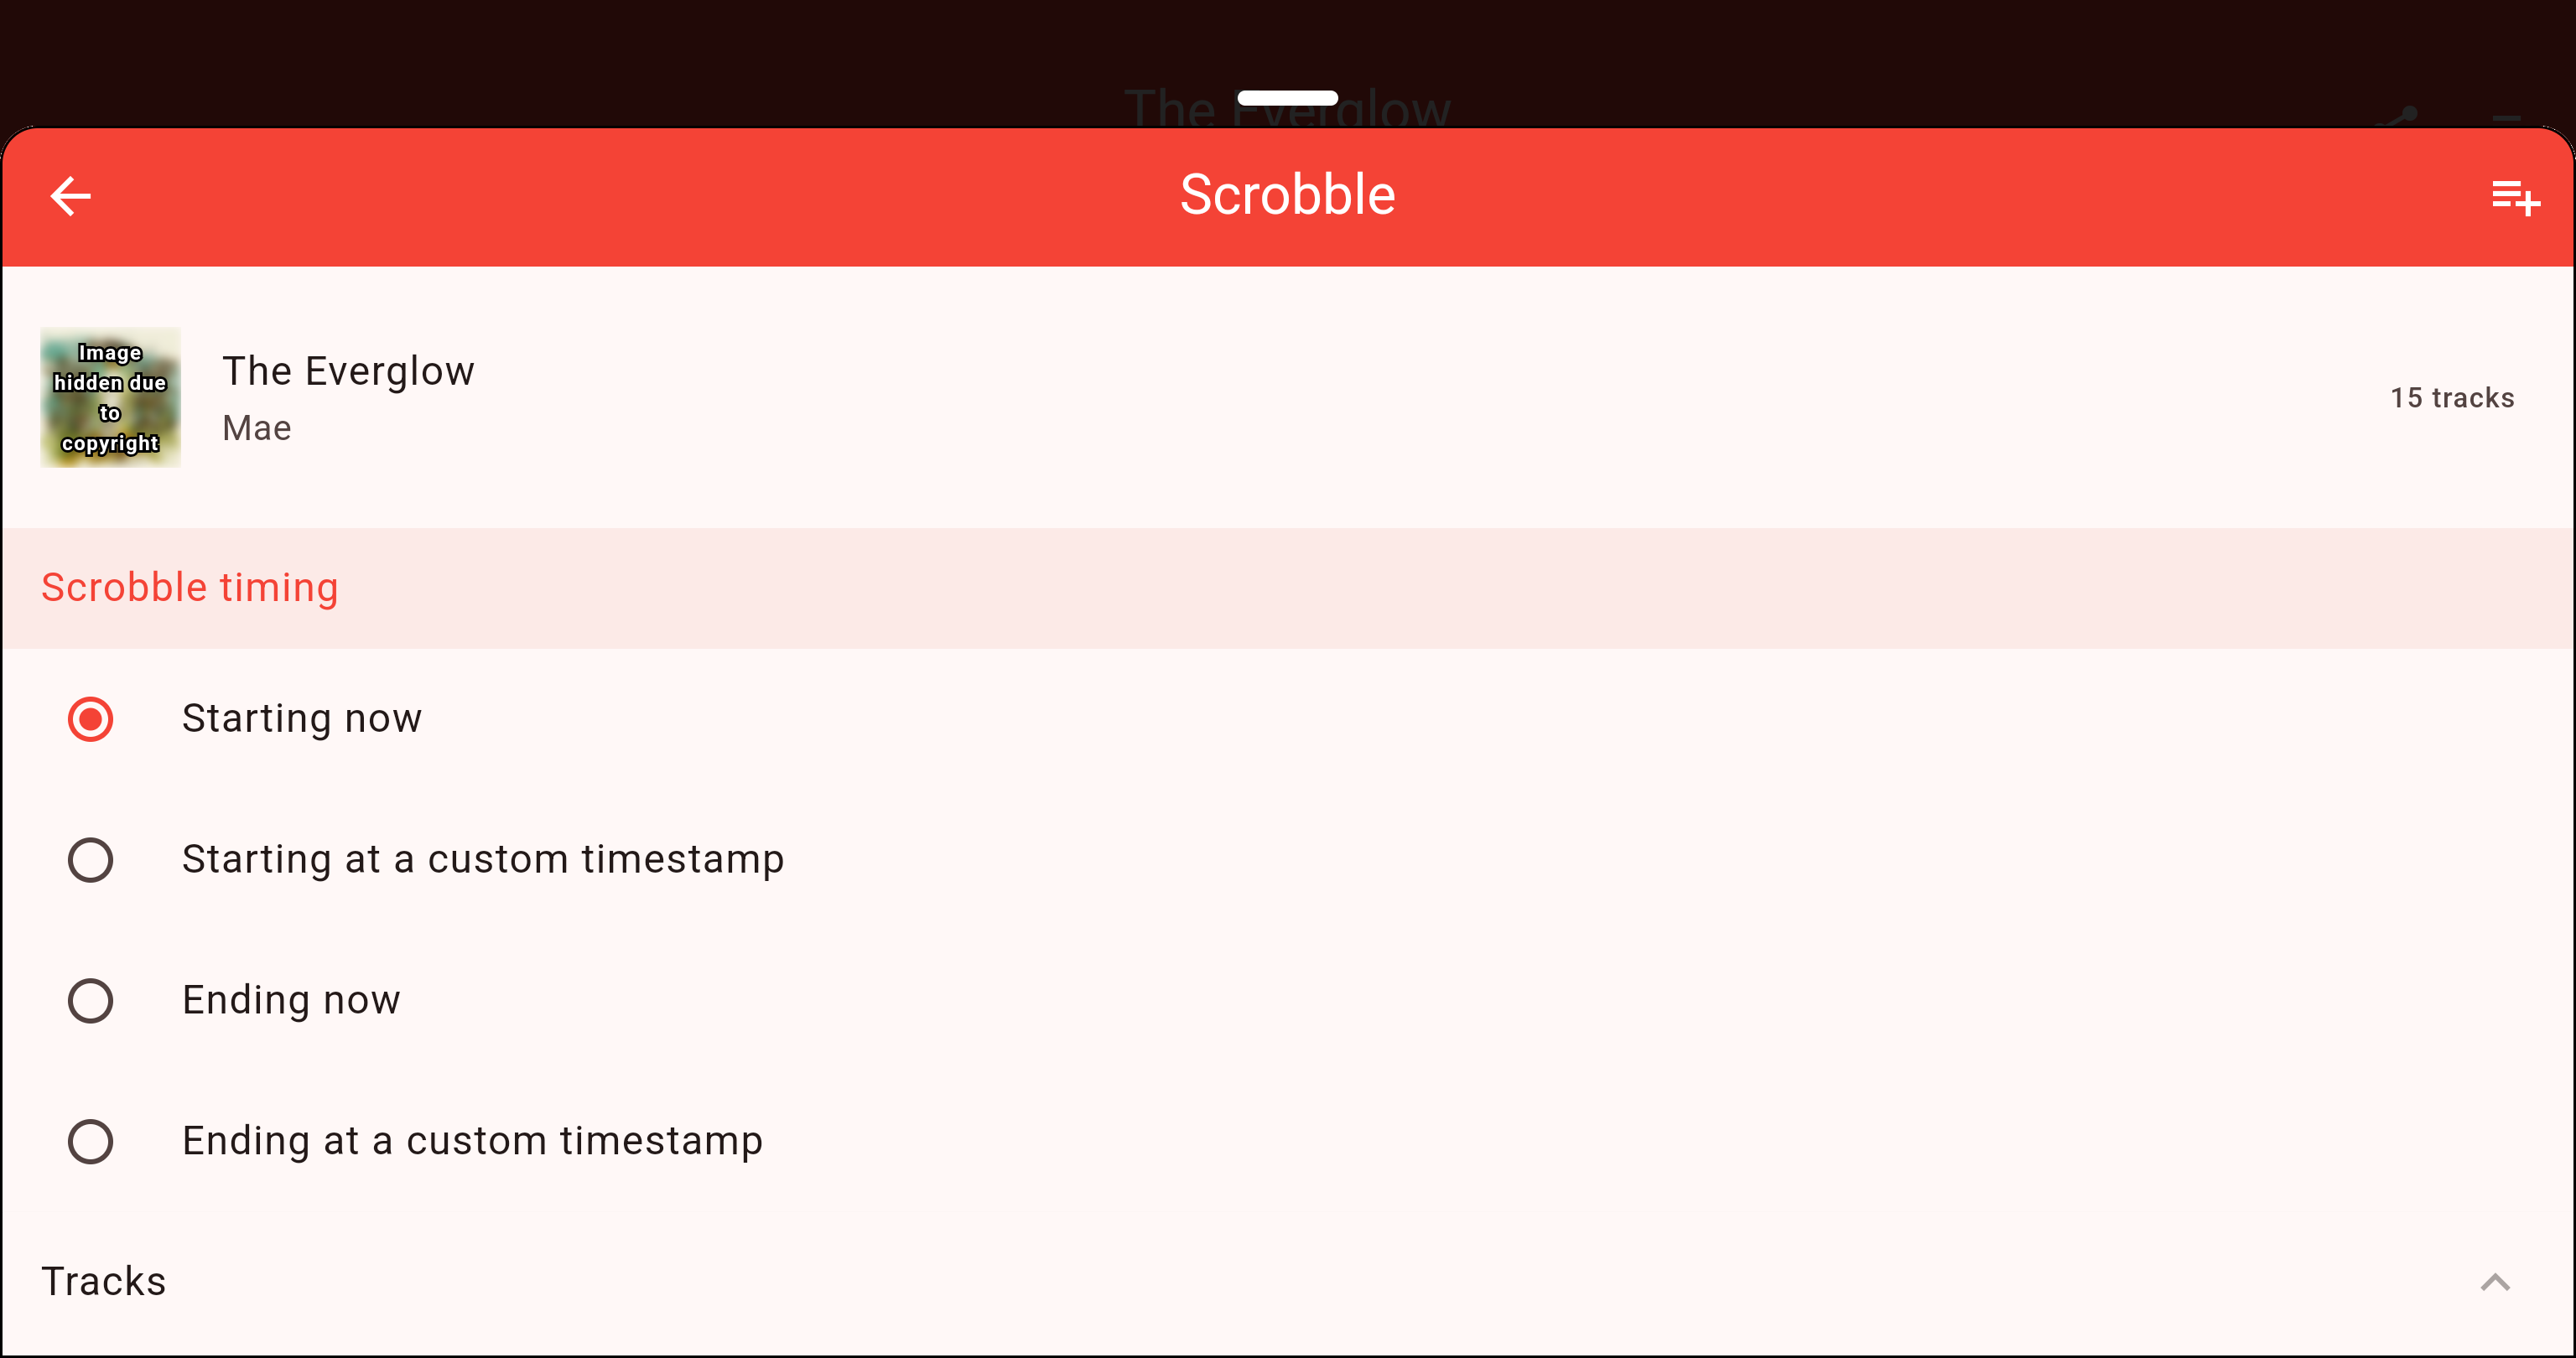 The Everglow
Scrobble
Image
hidden due
to
copyright
The Everglow
Mae
15 tracks
Scrobble timing
Starting now
Starting at a custom timestamp
Ending now
Ending at a custom timestamp
Tracks